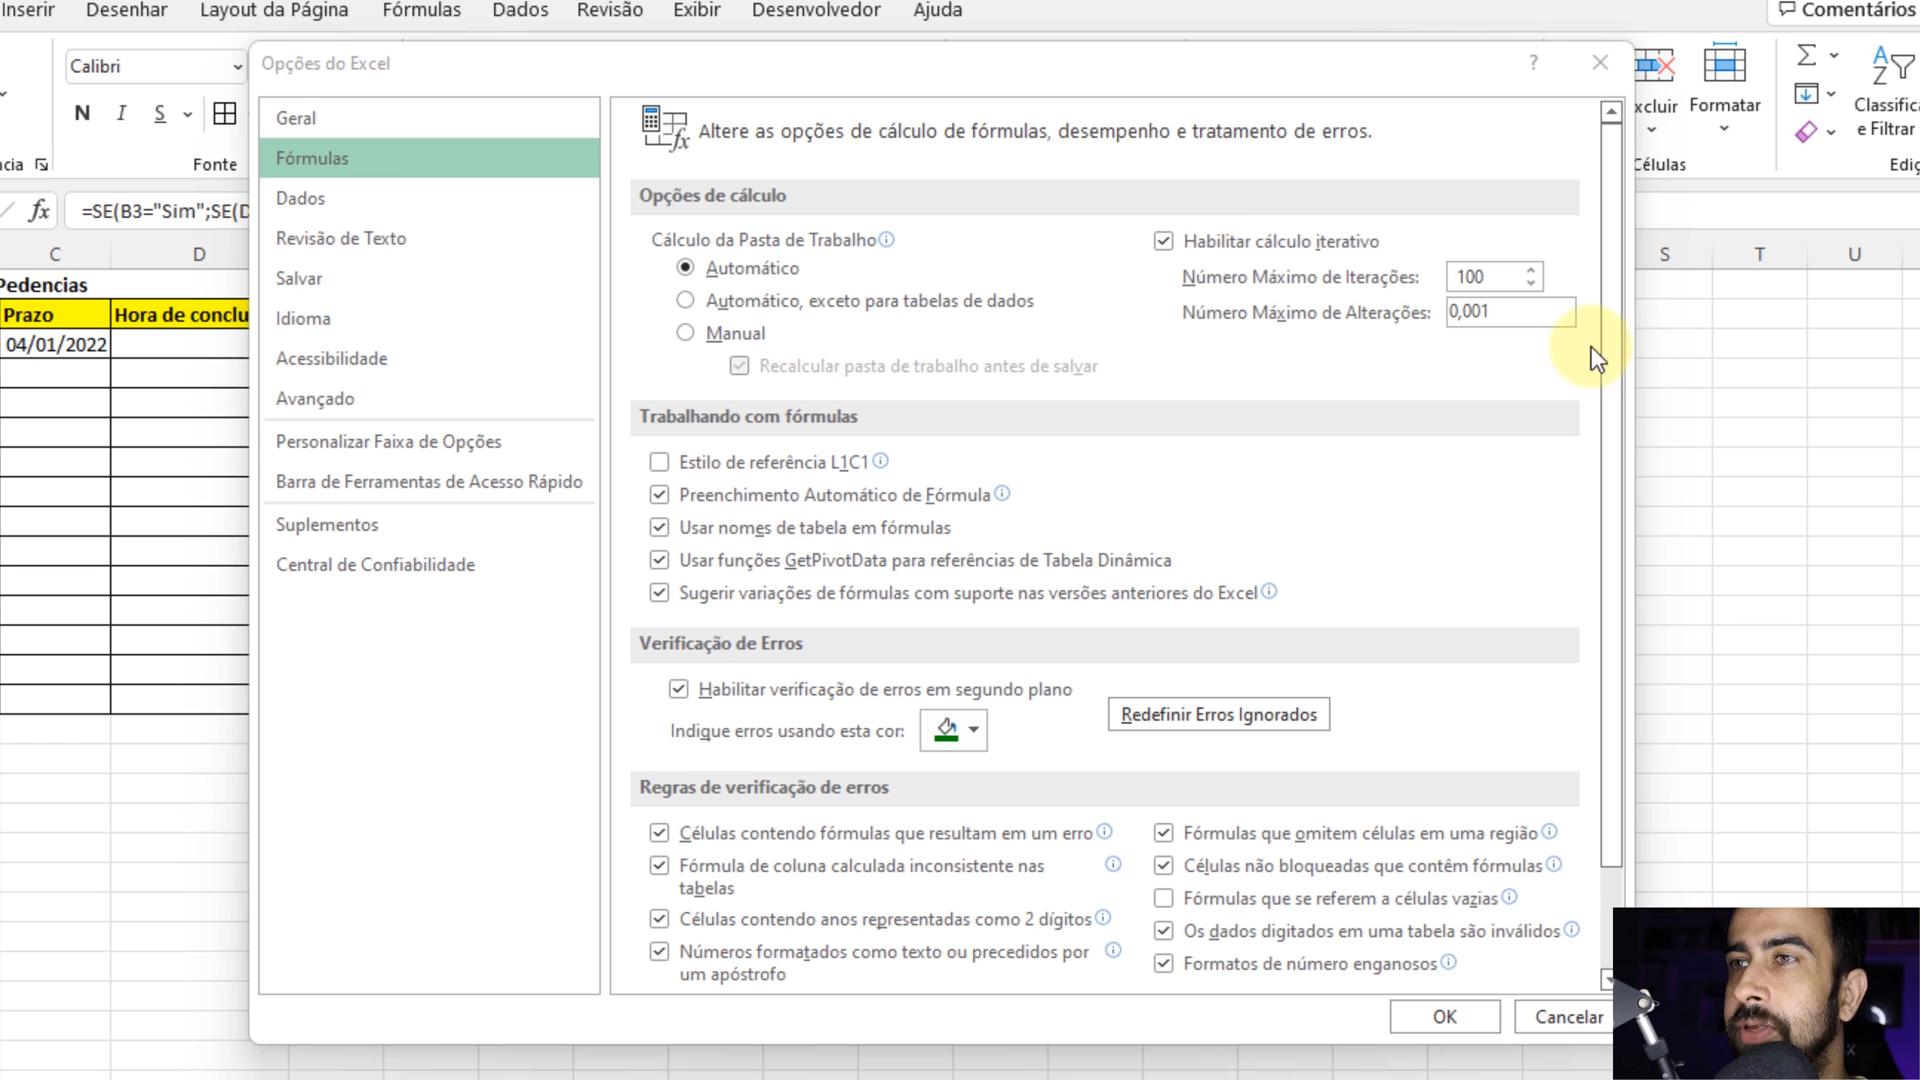 Inserir Desenhar Layout da Página Fórmulas Dados Revisão Exibir Desenvolvedor Ajuda Comentários
Calibri
N I S
Fonte
Formatar
e Filtrar
=SE(B3="Sim";SE(D
C D S T U
Pedencias
Prazo Hora de conclu
04/01/2022
Opções do Excel
Geral
Fórmulas
Dados
Revisão de Texto
Salvar
Idioma
Acessibilidade
Avançado
Personalizar Faixa de Opções
Barra de Ferramentas de Acesso Rápido
Suplementos
Central de Confiabilidade
Altere as opções de cálculo de fórmulas, desempenho e tratamento de erros.
Opções de cálculo
Cálculo da Pasta de Trabalho
Automático
Automático, exceto para tabelas de dados
Manual
Recalcular pasta de trabalho antes de salvar
Habilitar cálculo iterativo
Número Máximo de Iterações: 100
Número Máximo de Alterações: 0,001
Trabalhando com fórmulas
Estilo de referência L1C1
Preenchimento Automático de Fórmula
Usar nomes de tabela em fórmulas
Usar funções GetPivotData para referências de Tabela Dinâmica
Sugerir variações de fórmulas com suporte nas versões anteriores do Excel
Verificação de Erros
Habilitar verificação de erros em segundo plano
Indique erros usando esta cor:
Redefinir Erros Ignorados
Regras de verificação de erros
Células contendo fórmulas que resultam em um erro
Fórmula de coluna calculada inconsistente nas
tabelas
Células contendo anos representadas como 2 dígitos
Números formatados como texto ou precedidos por
um apóstrofo
Fórmulas que omitem células em uma região
Células não bloqueadas que contêm fórmulas
Fórmulas que se referem a células vazias
Os dados digitados em uma tabela são inválidos
Formatos de número enganosos
OK Cancelar